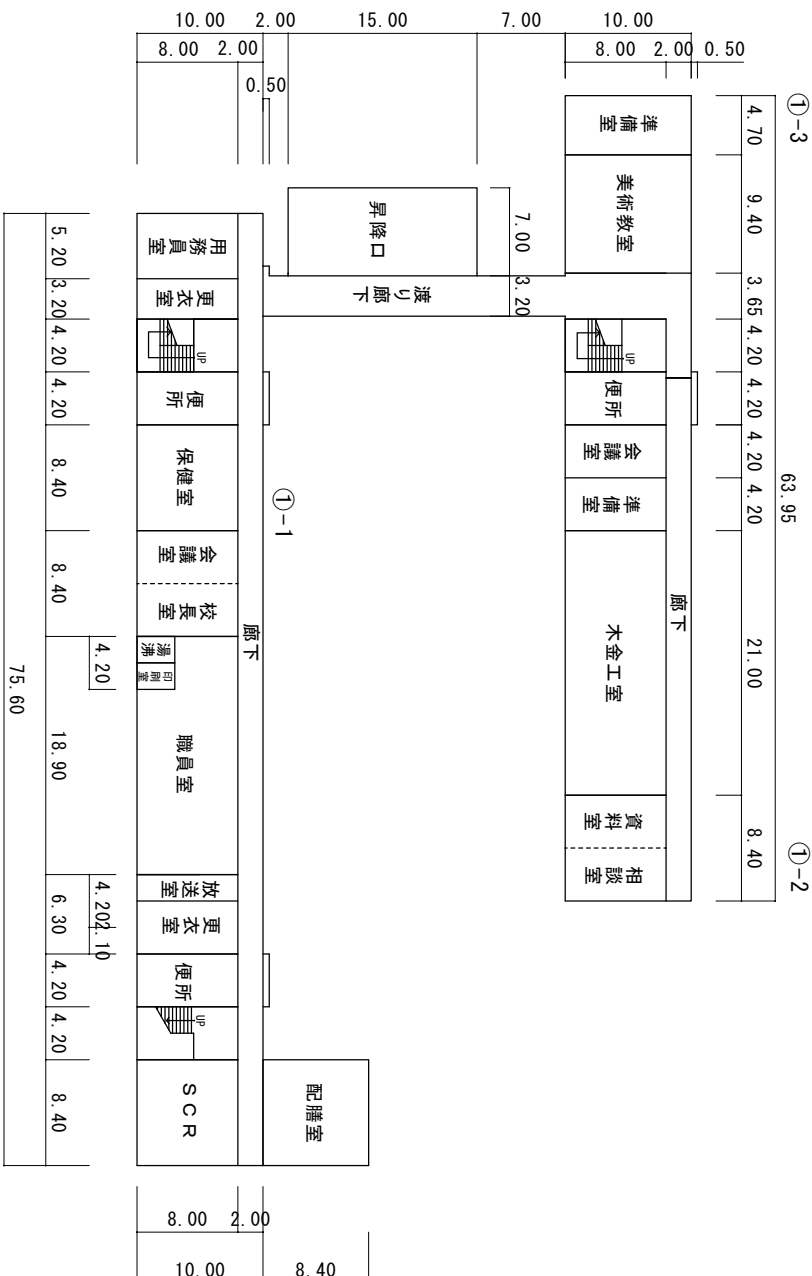 10.00 2.00 15.00 7.00 10.00
8.00 2.00 8.00 2.00 0.50
0.50
①-3
準備室
4.70
美術教室
9.40
3.65
UP
4.20
便所
4.20
会議室
4.20
準備室
4.20
木金工室
21.00
資料室
相談室
8.40
廊下
63.95
①-2
昇降口
7.00
渡り廊下
3.20
用務員室
5.20
更衣室
3.20
UP
4.20
便所
4.20
保健室
8.40
①-1
会議室
校長室
8.40
廊下
湯沸
印刷室
4.20
職員室
18.90
75.60
放送室
更衣室
4.20
2.10
6.30
便所
4.20
UP
4.20
SCR
8.40
配膳室
8.00 2.00
10.00 8.40